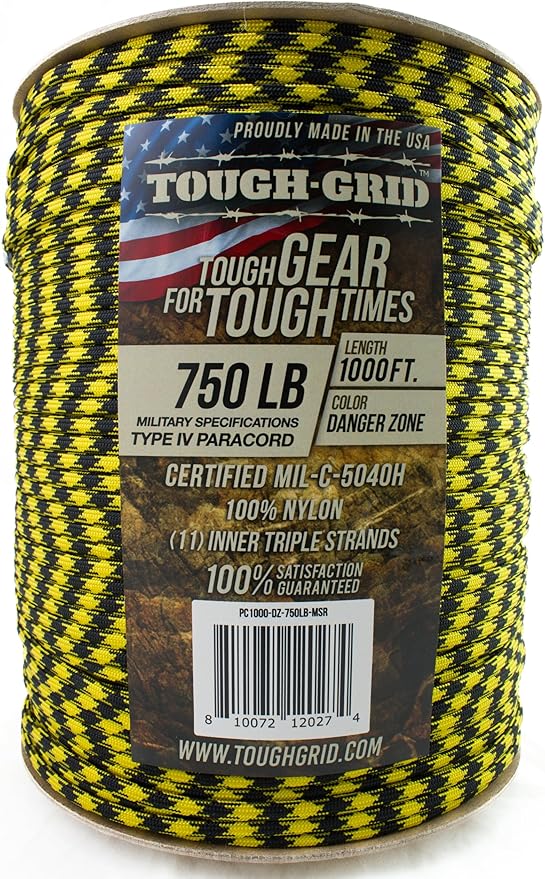 PROUDLY MADE IN THE USA
TOUGH-GRID™
TOUGH GEAR
FOR TOUGH TIMES
750 LB
MILITARY SPECIFICATIONS
TYPE IV PARACORD
LENGTH
1000 FT.
COLOR
DANGER ZONE
CERTIFIED MIL-C-5040H
100% NYLON
(11) INNER TRIPLE STRANDS
100% SATISFACTION
GUARANTEED
PC1000-DZ-750LB-MSR
8 10072 12027 4
WWW.TOUGHGRID.COM